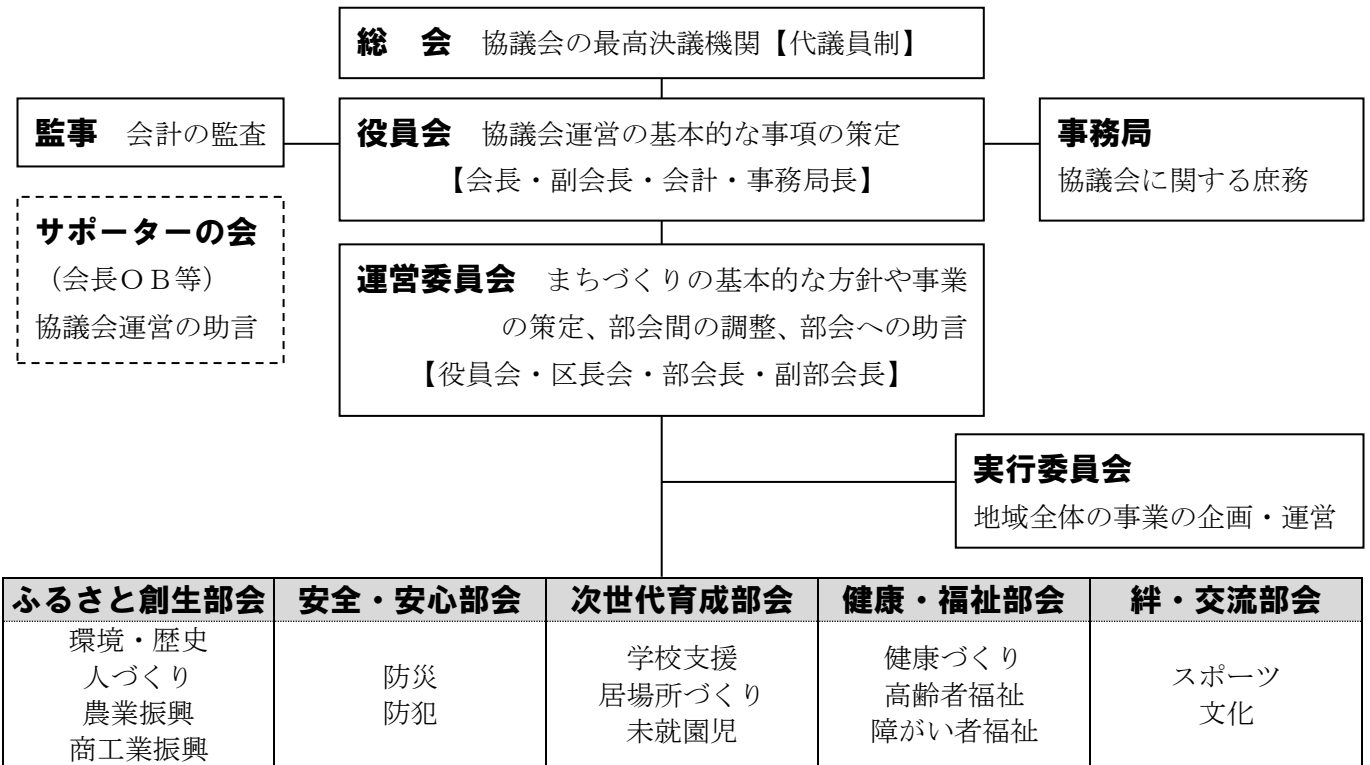 総　会　協議会の最高決議機関【代議員制】
監事　会計の監査
役員会　協議会運営の基本的な事項の策定
【会長・副会長・会計・事務局長】
事務局
協議会に関する庶務
サポーターの会
（会長ＯＢ等）
協議会運営の助言
運営委員会　まちづくりの基本的な方針や事業
の策定、部会間の調整、部会への助言
【役員会・区長会・部会長・副部会長】
実行委員会
地域全体の事業の企画・運営
ふるさと創生部会
環境・歴史
人づくり
農業振興
商工業振興
安全・安心部会
防災
防犯
次世代育成部会
学校支援
居場所づくり
未就園児
健康・福祉部会
健康づくり
高齢者福祉
障がい者福祉
絆・交流部会
スポーツ
文化